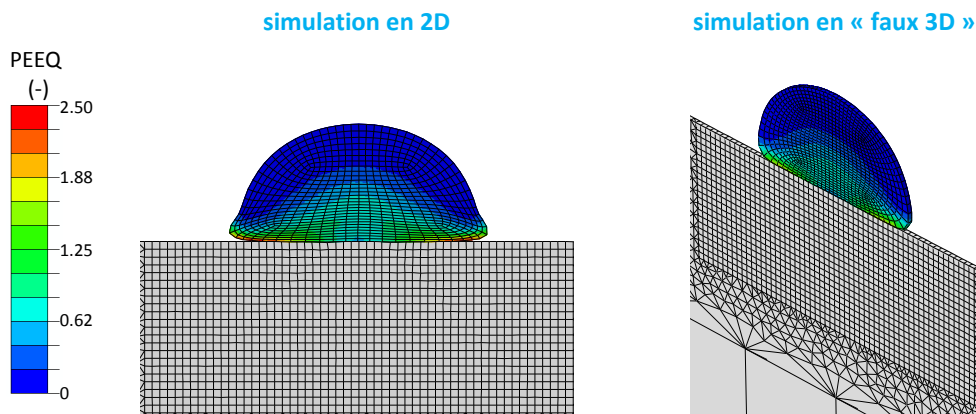 simulation en 2D
simulation en « faux 3D »
PEEQ
(-)
2.50
1.88
1.25
0.62
0